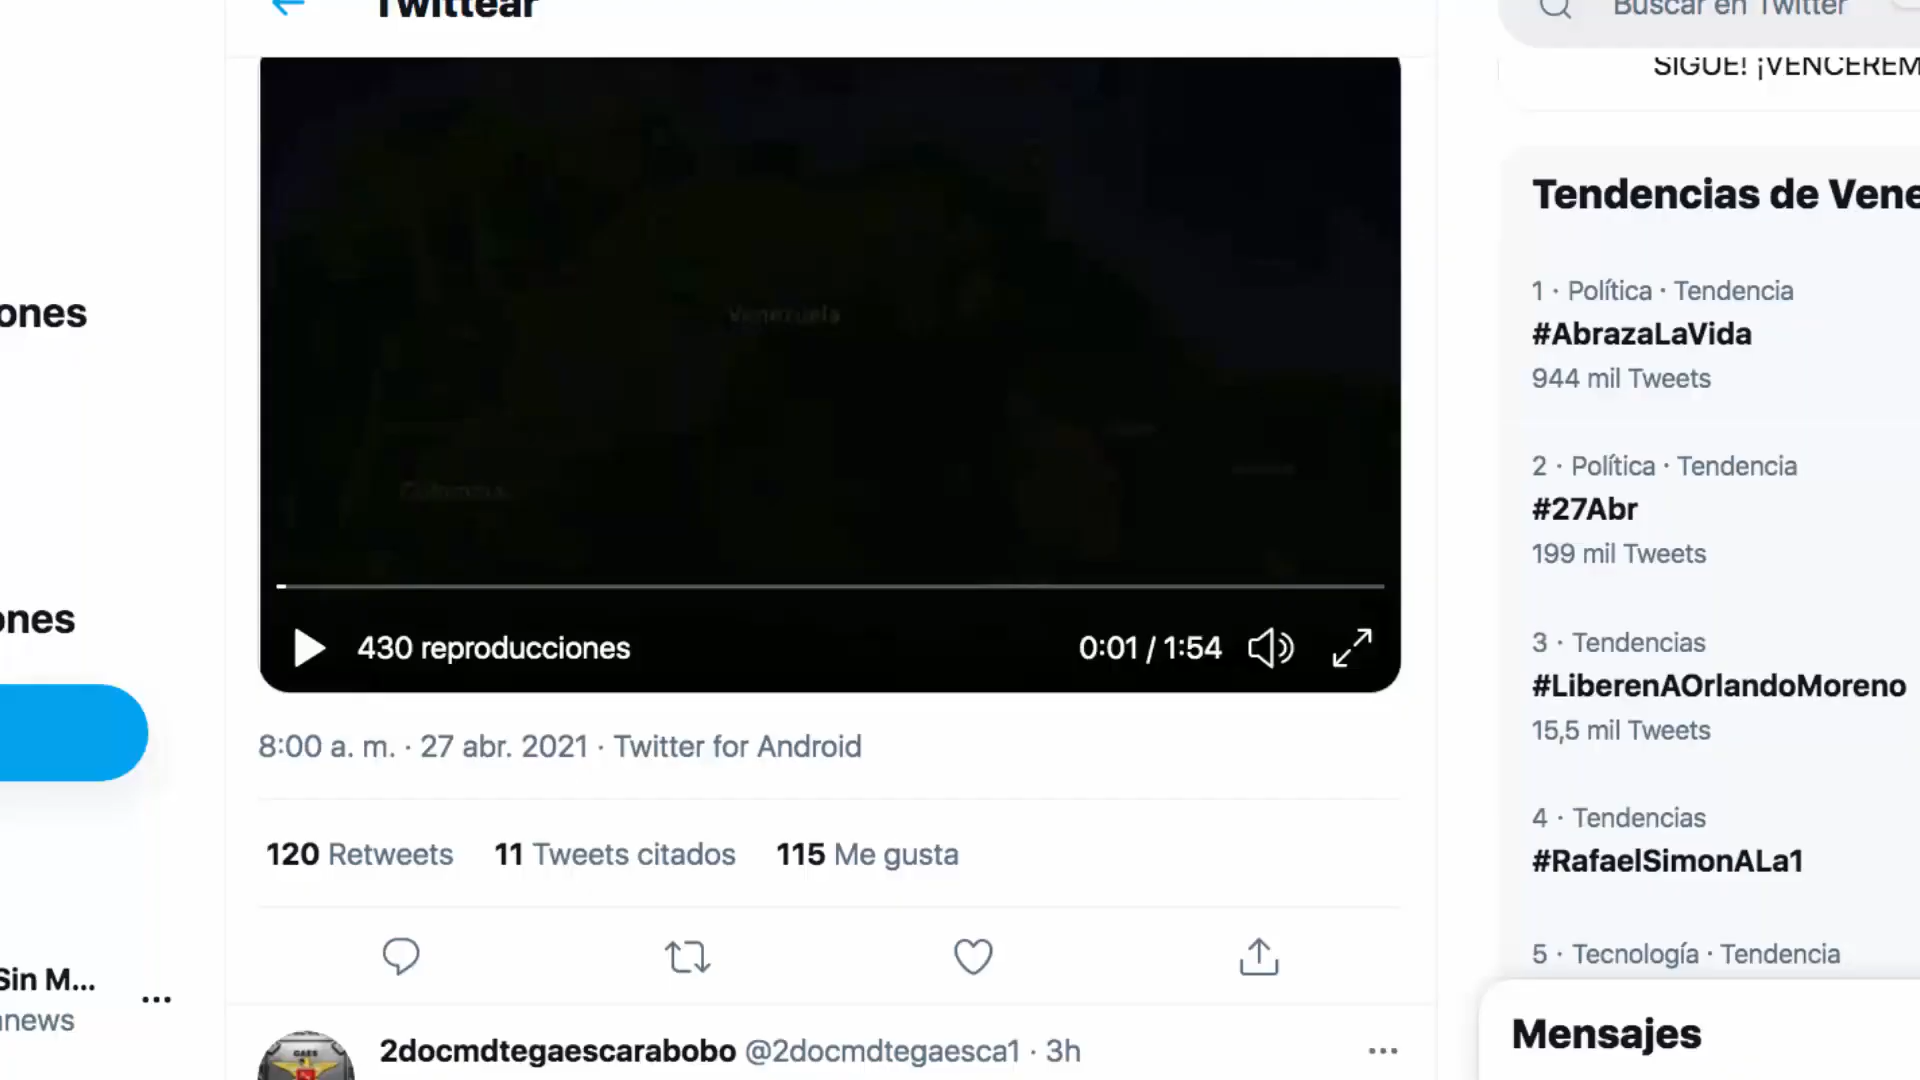 Twittear
Buscar en Twitter
SIGUE! ¡VENCEREM
ones
Venezuela
Colombia
ones
430 reproducciones
0:01 / 1:54
8:00 a. m. · 27 abr. 2021 · Twitter for Android
120 Retweets 11 Tweets citados 115 Me gusta
Sin M...
news
2docmdtegaescarabobo @2docmdtegaesca1 · 3h
GAES
Tendencias de Vene
1 · Política · Tendencia
#AbrazaLaVida
944 mil Tweets
2 · Política · Tendencia
#27Abr
199 mil Tweets
3 · Tendencias
#LiberenAOrlandoMoreno
15,5 mil Tweets
4 · Tendencias
#RafaelSimonALa1
5 · Tecnología · Tendencia
Mensajes